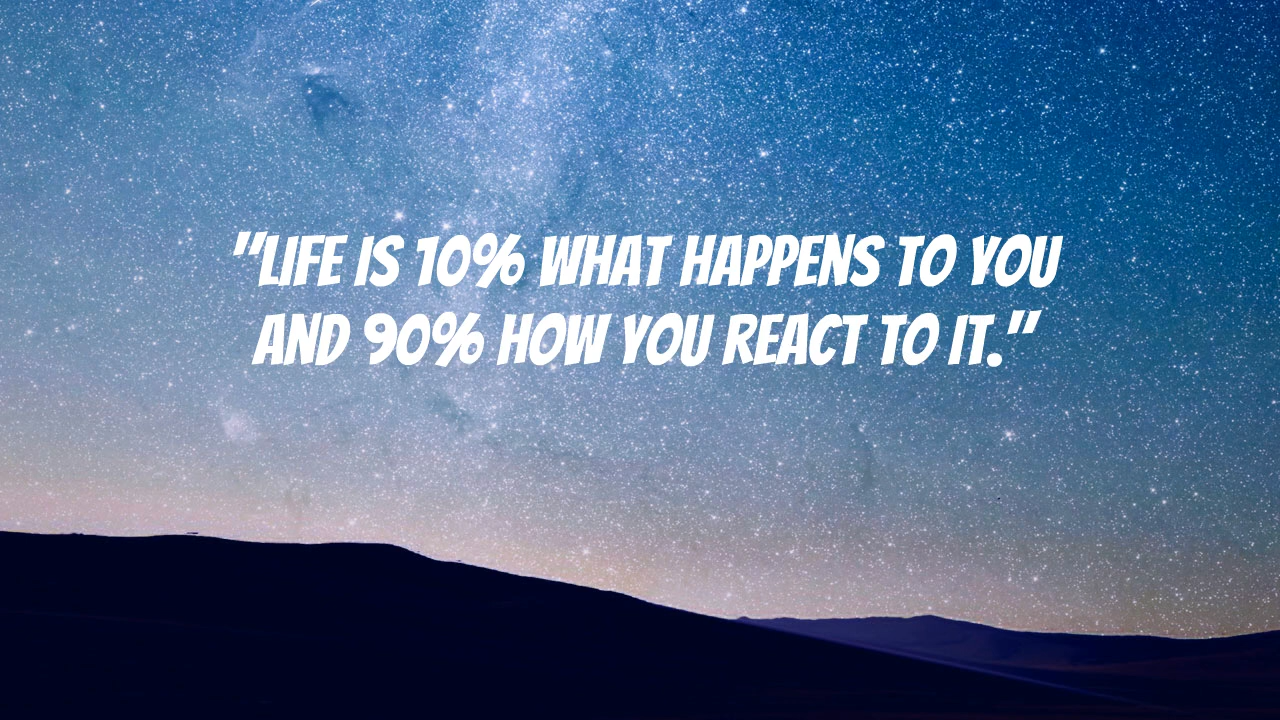 "LIFE IS 10% WHAT HAPPENS TO YOU
AND 90% HOW YOU REACT TO IT."